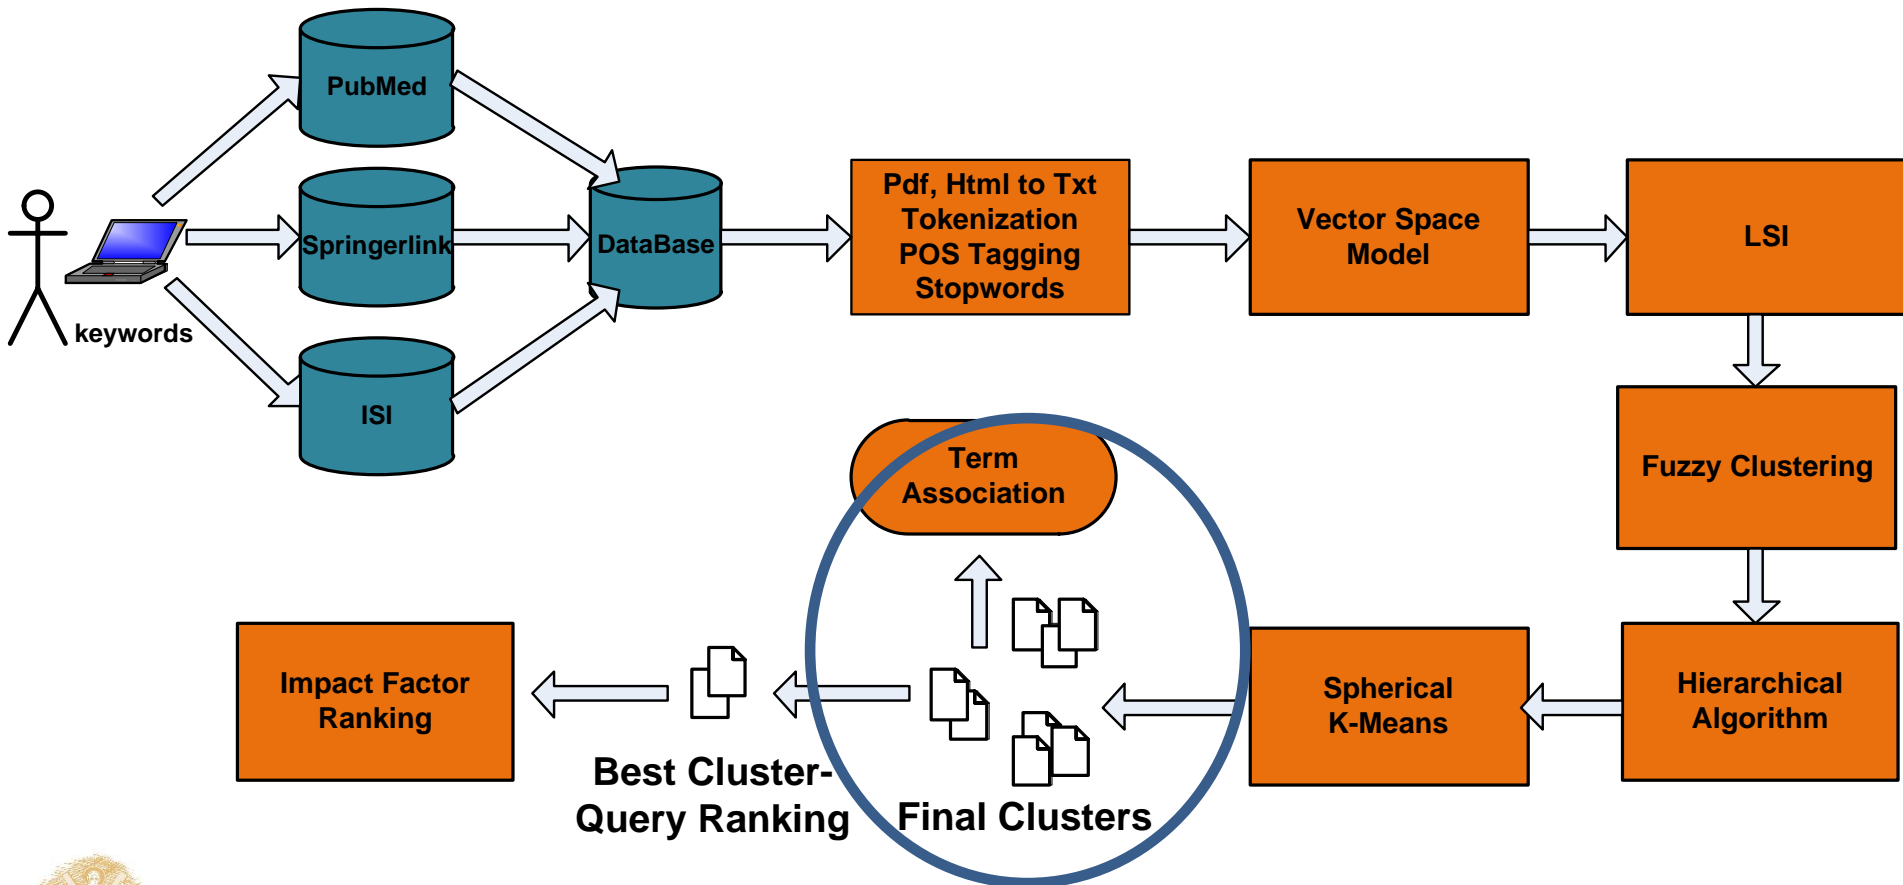 PubMed
Springerlink
ISI
keywords
DataBase
Pdf, Html to Txt
Tokenization
POS Tagging
Stopwords
Vector Space
Model
LSI
Fuzzy Clustering
Hierarchical
Algorithm
Spherical
K-Means
Final Clusters
Term
Association
Best Cluster-
Query Ranking
Impact Factor
Ranking